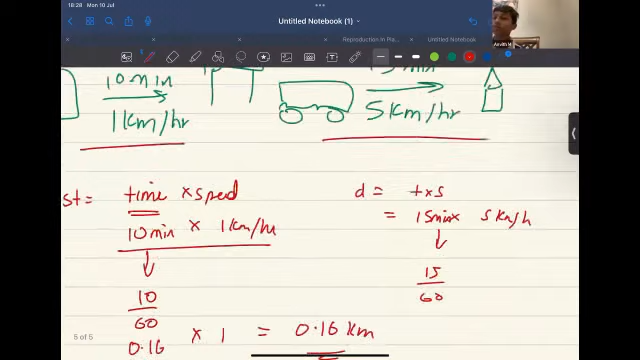 18:28 Mon 10 Jul
Untitled Notebook (1)
Reproduction in Pla...
Untitled Notebook
10 min
1 Km/hr
5 Km/hr
st = time × speed
10 min × 1 Km/hr
10
60
0.16 × 1 = 0.16 Km
d = t × s
= 15 min × 5 Km/h
15
60
5 of 5